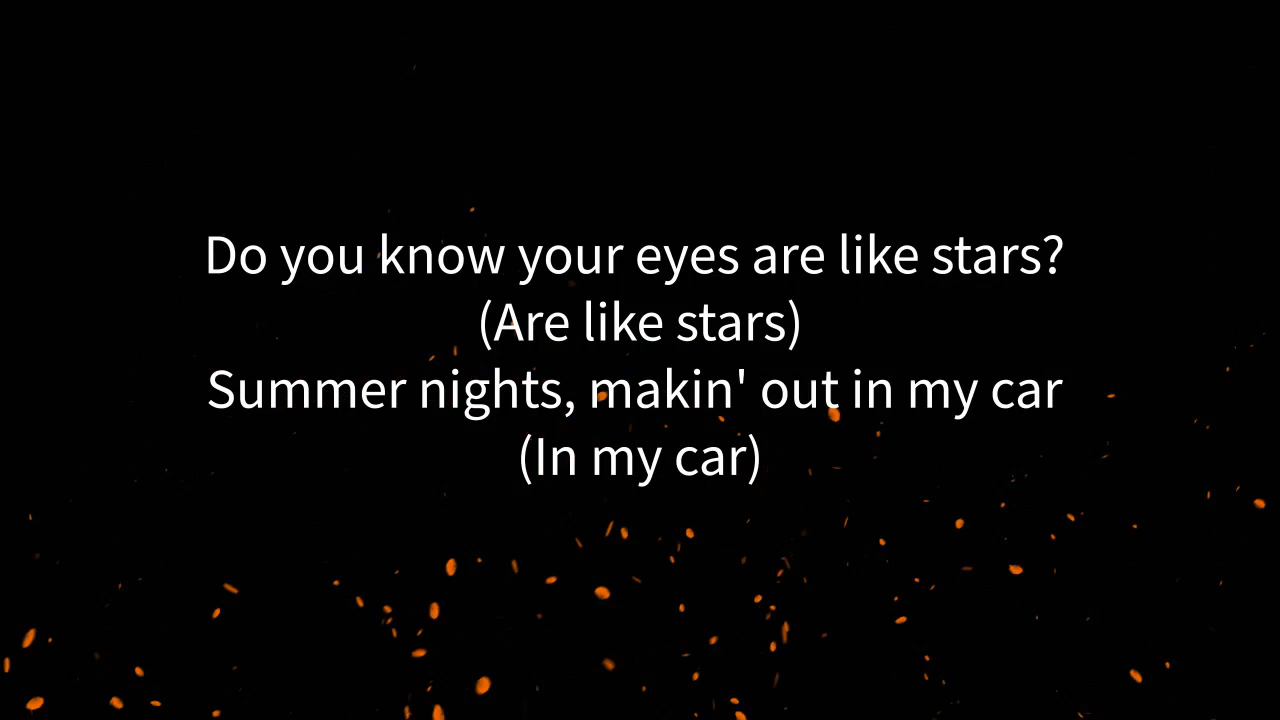 Do you know your eyes are like stars?
(Are like stars)
Summer nights, makin' out in my car
(In my car)